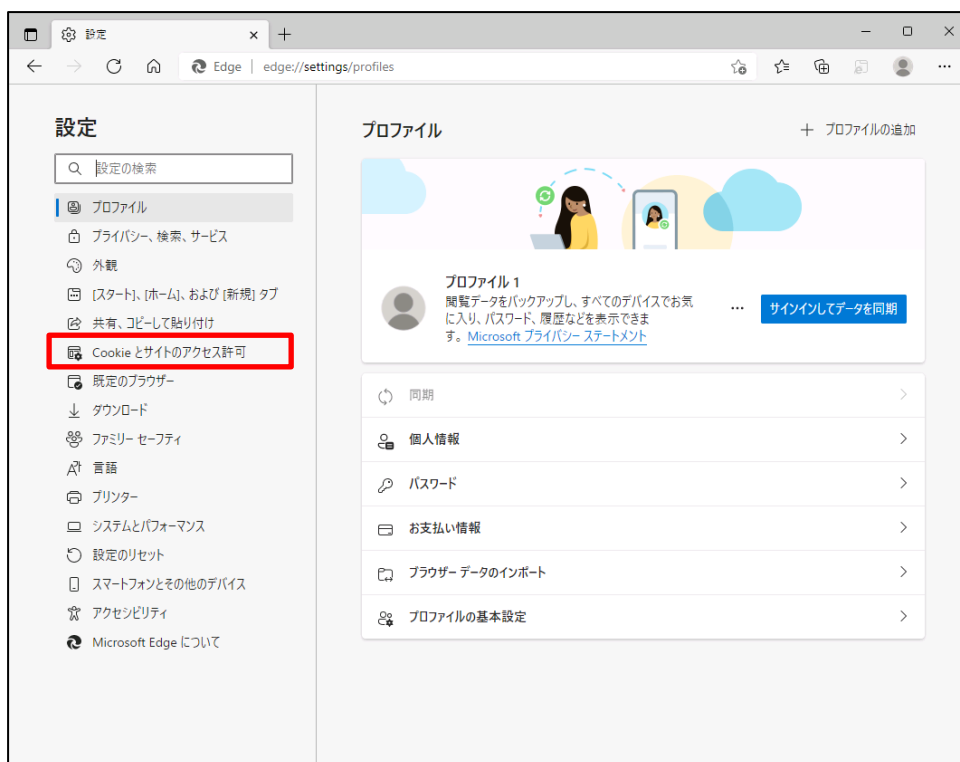 設定
Edge | edge://settings/profiles
設定
設定の検索
プロファイル
プライバシー、検索、サービス
外観
[スタート]、[ホーム]、および [新規] タブ
共有、コピーして貼り付け
Cookie とサイトのアクセス許可
既定のブラウザー
ダウンロード
ファミリー セーフティ
言語
プリンター
システムとパフォーマンス
設定のリセット
スマートフォンとその他のデバイス
アクセシビリティ
Microsoft Edge について
プロファイル
プロファイルの追加
プロファイル 1
閲覧データをバックアップし、すべてのデバイスでお気
に入り、パスワード、履歴などを表示できま
す。Microsoft プライバシー ステートメント
サインインしてデータを同期
同期
個人情報
パスワード
お支払い情報
ブラウザー データのインポート
プロファイルの基本設定